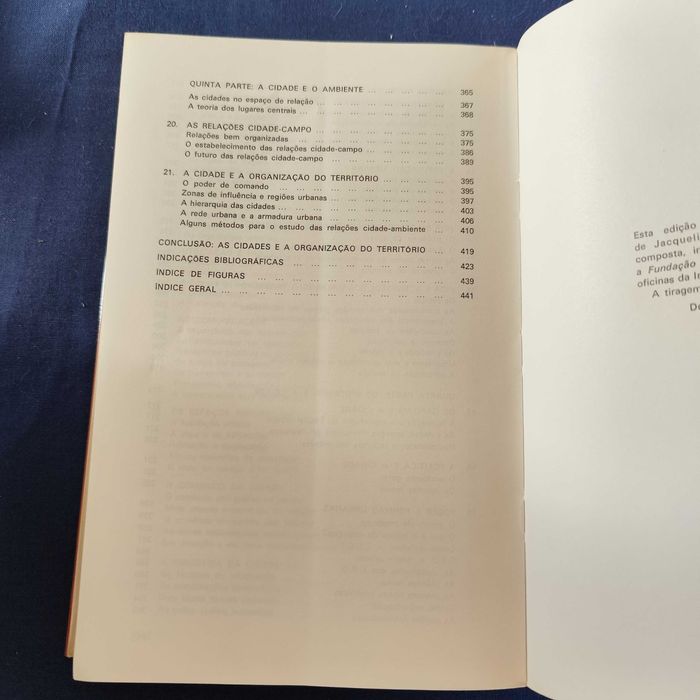 QUINTA PARTE: A CIDADE E O AMBIENTE ... 365
As cidades no espaço de relação ... 367
A teoria dos lugares centrais ... 368
20. AS RELAÇÕES CIDADE-CAMPO ... 375
Relações bem organizadas ... 375
O estabelecimento das relações cidade-campo ... 386
O futuro das relações cidade-campo ... 389
21. A CIDADE E A ORGANIZAÇÃO DO TERRITÓRIO ... 395
O poder de comando ... 395
Zonas de influência e regiões urbanas ... 397
A hierarquia das cidades ... 403
A rede urbana e a armadura urbana ... 406
Alguns métodos para o estudo das relações cidade-ambiente ... 410
CONCLUSÃO: AS CIDADES E A ORGANIZAÇÃO DO TERRITÓRIO ... 419
INDICAÇÕES BIBLIOGRÁFICAS ... 423
ÍNDICE DE FIGURAS ... 439
ÍNDICE GERAL ... 441
Esta edição
de Jacqueli
composta, i
a Fundação
oficinas da I
A tiragem
D